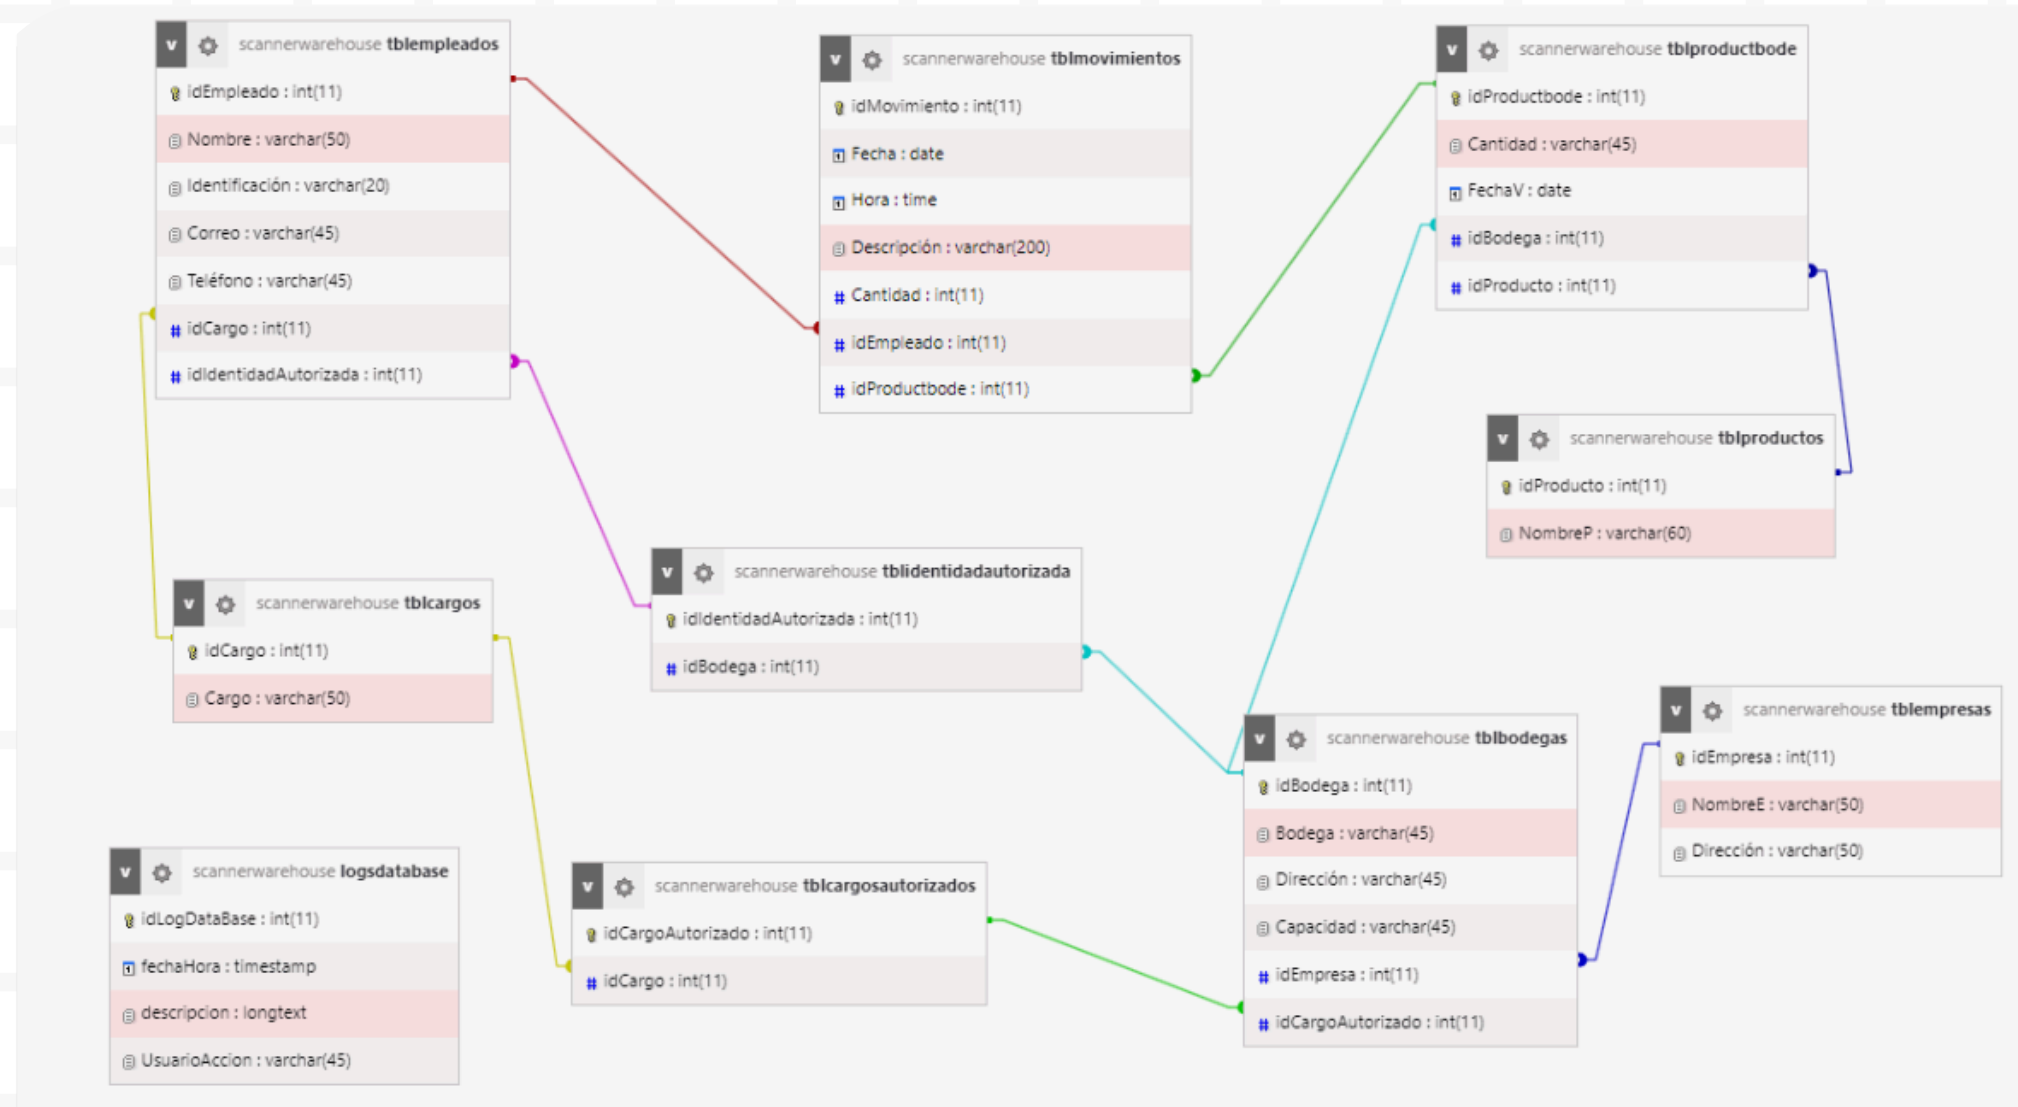 v scannerwarehouse tblempleados
idEmpleado : int(11)
Nombre : varchar(50)
Identificación : varchar(20)
Correo : varchar(45)
Teléfono : varchar(45)
# idCargo : int(11)
# idIdentidadAutorizada : int(11)
v scannerwarehouse tblmovimientos
idMovimiento : int(11)
Fecha : date
Hora : time
Descripción : varchar(200)
# Cantidad : int(11)
# idEmpleado : int(11)
# idProductbode : int(11)
v scannerwarehouse tblproductbode
idProductbode : int(11)
Cantidad : varchar(45)
FechaV : date
# idBodega : int(11)
# idProducto : int(11)
v scannerwarehouse tblproductos
idProducto : int(11)
NombreP : varchar(60)
v scannerwarehouse tblcargos
idCargo : int(11)
Cargo : varchar(50)
v scannerwarehouse tblidentidadautorizada
idIdentidadAutorizada : int(11)
# idBodega : int(11)
v scannerwarehouse tblbodegas
idBodega : int(11)
Bodega : varchar(45)
Dirección : varchar(45)
Capacidad : varchar(45)
# idEmpresa : int(11)
# idCargoAutorizado : int(11)
v scannerwarehouse tblempresas
idEmpresa : int(11)
NombreE : varchar(50)
Dirección : varchar(50)
v scannerwarehouse logsdatabase
idLogDataBase : int(11)
fechaHora : timestamp
descripcion : longtext
UsuarioAccion : varchar(45)
v scannerwarehouse tblcargosautorizados
idCargoAutorizado : int(11)
# idCargo : int(11)